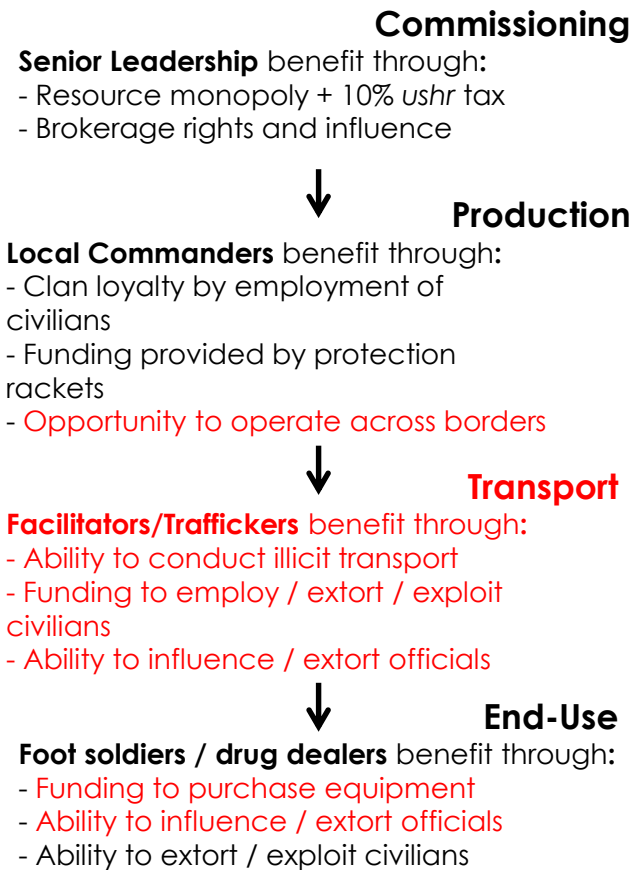 Commissioning
Senior Leadership benefit through:
- Resource monopoly + 10% ushr tax
- Brokerage rights and influence
Production
Local Commanders benefit through:
- Clan loyalty by employment of
civilians
- Funding provided by protection
rackets
- Opportunity to operate across borders
Transport
Facilitators/Traffickers benefit through:
- Ability to conduct illicit transport
- Funding to employ / extort / exploit
civilians
- Ability to influence / extort officials
End-Use
Foot soldiers / drug dealers benefit through:
- Funding to purchase equipment
- Ability to influence / extort officials
- Ability to extort / exploit civilians